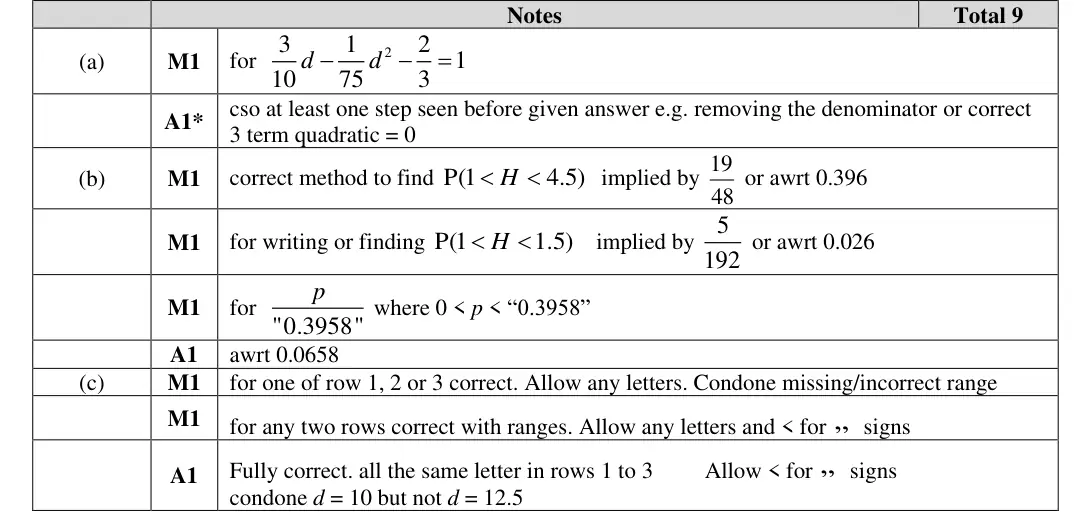 Notes Total 9
(a) M1 for 3/10 d − 1/75 d² − 2/3 = 1
A1* cso at least one step seen before given answer e.g. removing the denominator or correct
3 term quadratic = 0
(b) M1 correct method to find P(1 < H < 4.5) implied by 19/48 or awrt 0.396
M1 for writing or finding P(1 < H < 1.5) implied by 5/192 or awrt 0.026
M1 for p/"0.3958" where 0 < p < “0.3958”
A1 awrt 0.0658
(c) M1 for one of row 1, 2 or 3 correct. Allow any letters. Condone missing/incorrect range
M1 for any two rows correct with ranges. Allow any letters and < for ,, signs
A1 Fully correct. all the same letter in rows 1 to 3 Allow < for ,, signs
condone d = 10 but not d = 12.5